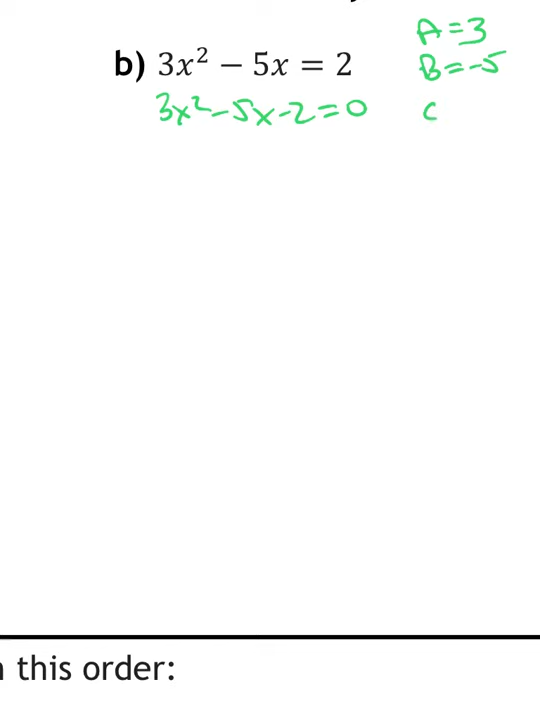 A=3
b) 3x² − 5x = 2
B=-5
3x²-5x-2=0
C
n this order: